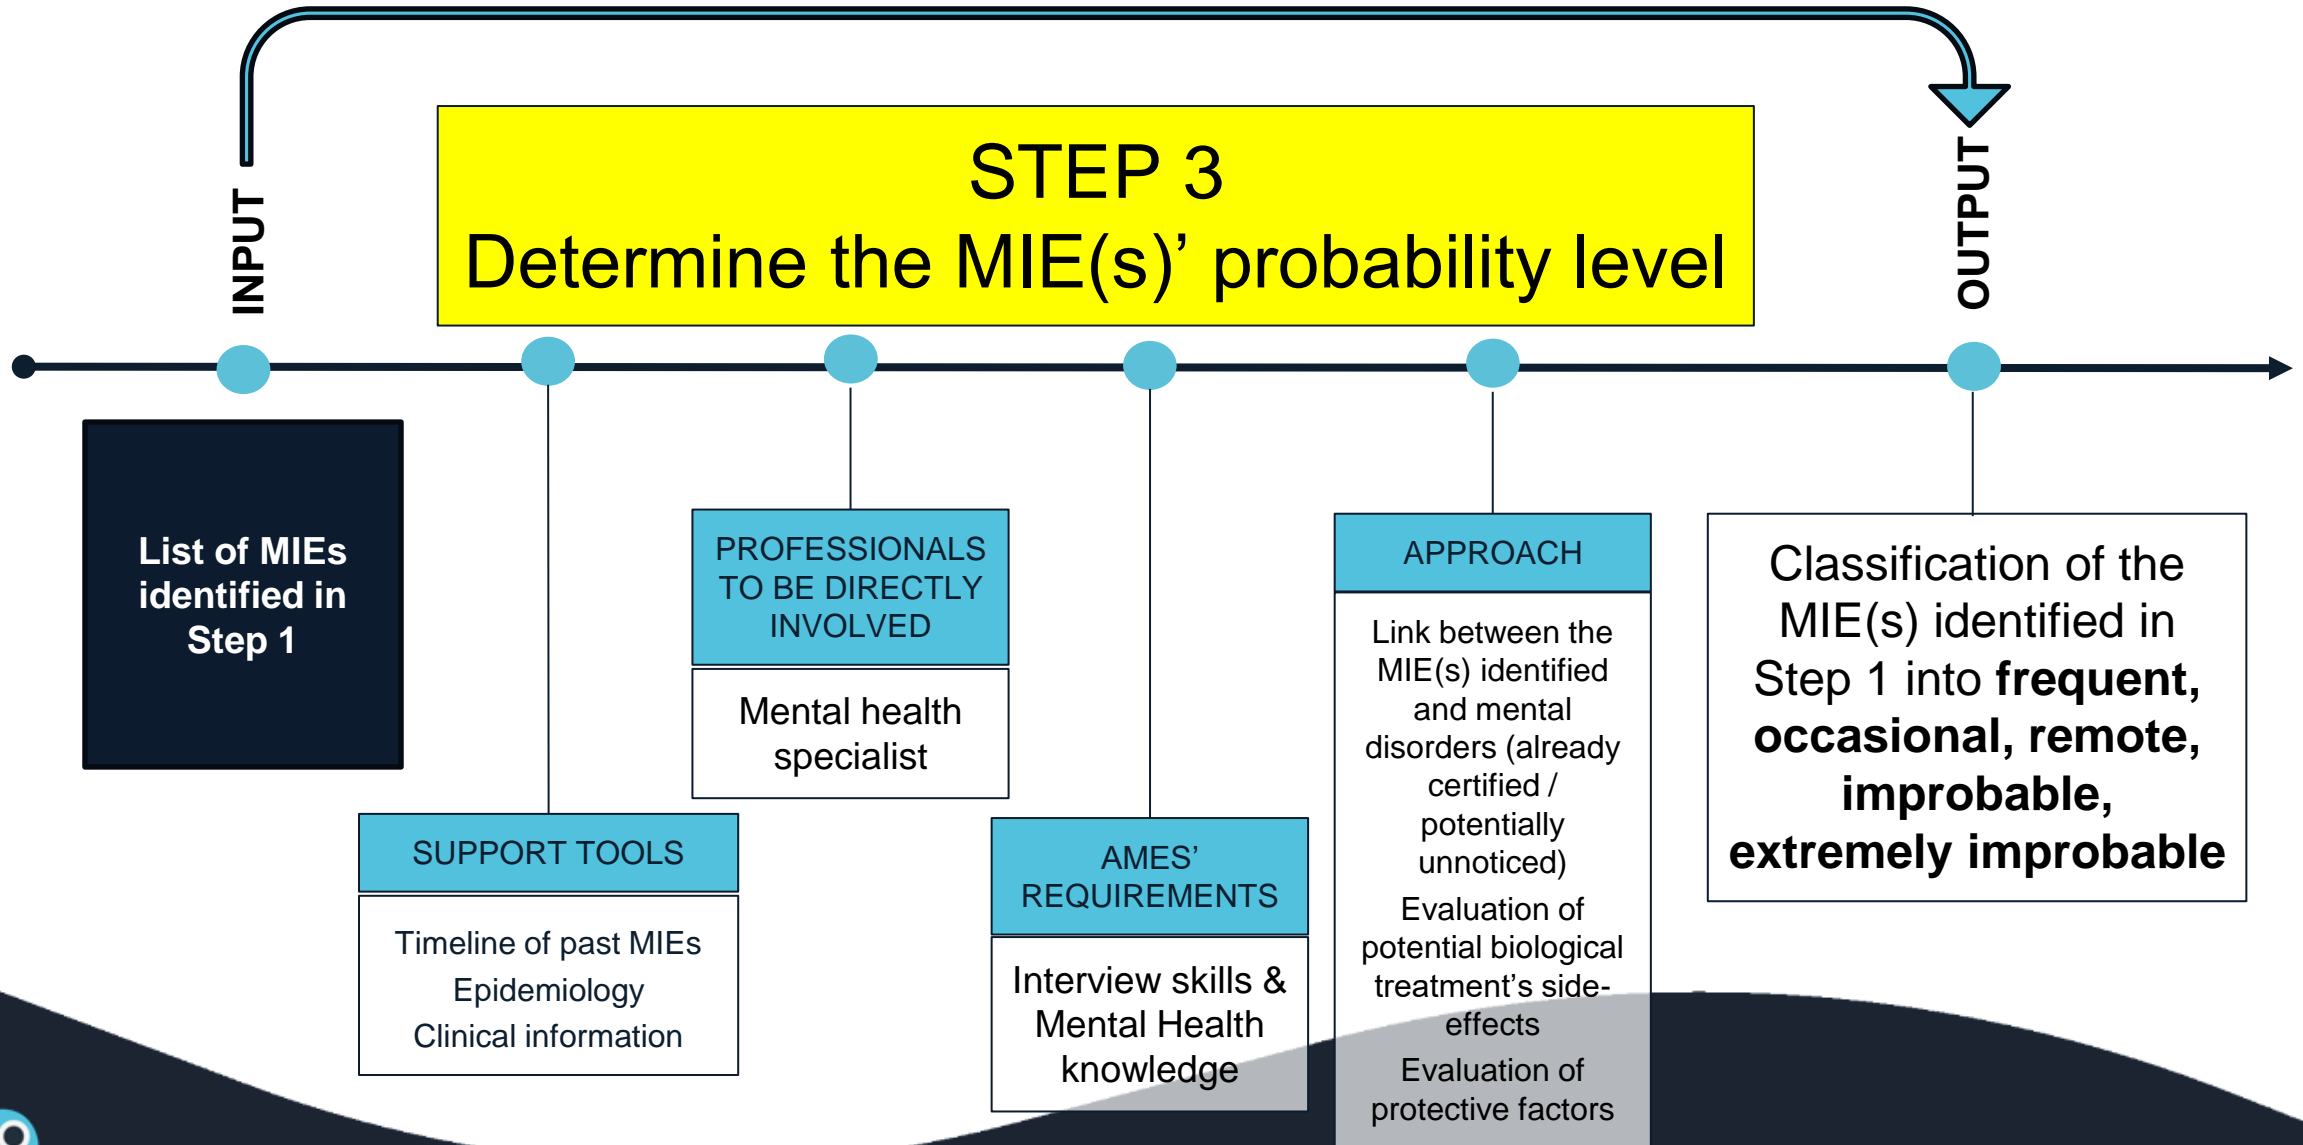 INPUT
STEP 3
Determine the MIE(s)’ probability level
OUTPUT
List of MIEs
identified in
Step 1
SUPPORT TOOLS
Timeline of past MIEs
Epidemiology
Clinical information
PROFESSIONALS
TO BE DIRECTLY
INVOLVED
Mental health
specialist
AMES’
REQUIREMENTS
Interview skills &
Mental Health
knowledge
APPROACH
Link between the
MIE(s) identified
and mental
disorders (already
certified /
potentially
unnoticed)
Evaluation of
potential biological
treatment’s side-
effects
Evaluation of
protective factors
Classification of the
MIE(s) identified in
Step 1 into frequent,
occasional, remote,
improbable,
extremely improbable